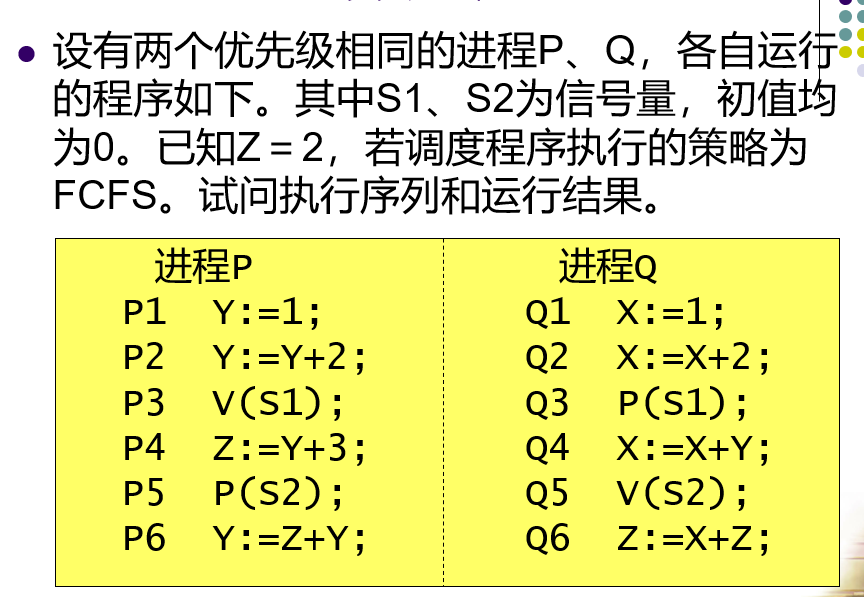 设有两个优先级相同的进程P、Q，各自运行
的程序如下。其中S1、S2为信号量，初值均
为0。已知Z＝2，若调度程序执行的策略为
FCFS。试问执行序列和运行结果。
进程P
P1 Y:=1;
P2 Y:=Y+2;
P3 V(S1);
P4 Z:=Y+3;
P5 P(S2);
P6 Y:=Z+Y;
进程Q
Q1 X:=1;
Q2 X:=X+2;
Q3 P(S1);
Q4 X:=X+Y;
Q5 V(S2);
Q6 Z:=X+Z;